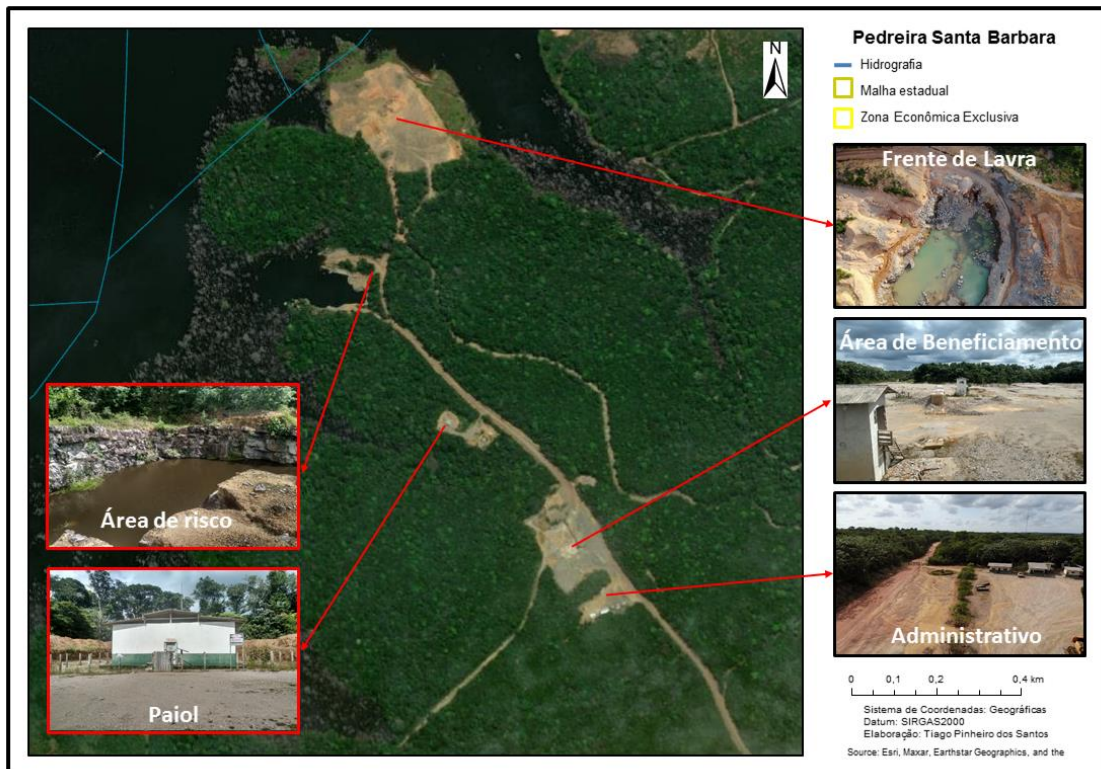 N
Pedreira Santa Barbara
Hidrografia
Malha estadual
Zona Econômica Exclusiva
Frente de Lavra
Área de Beneficiamento
Administrativo
Área de risco
Paiol
0 0,1 0,2 0,4 km
Sistema de Coordenadas: Geográficas
Datum: SIRGAS2000
Elaboração: Tiago Pinheiro dos Santos
Source: Esri, Maxar, Earthstar Geographics, and the